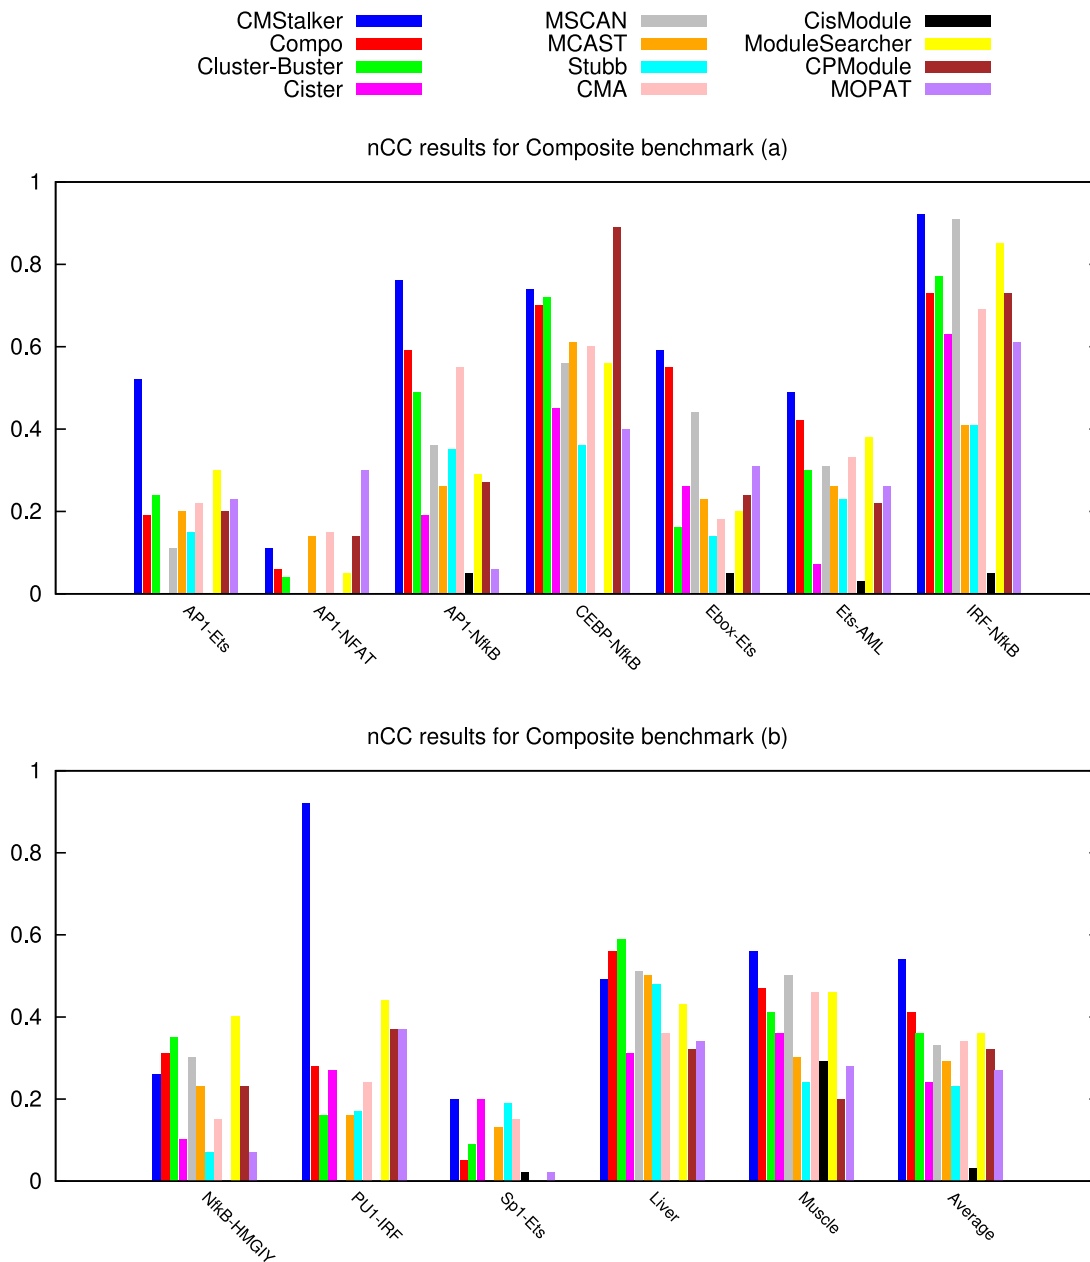 CMStalker
Compo
Cluster-Buster
Cister
MSCAN
MCAST
Stubb
CMA
CisModule
ModuleSearcher
CPModule
MOPAT
nCC results for Composite benchmark (a)
1
0.8
0.6
0.4
0.2
0
AP1-Ets
AP1-NFAT
AP1-NfkB
CEBP-NfkB
Ebox-Ets
Ets-AML
IRF-NfkB
nCC results for Composite benchmark (b)
1
0.8
0.6
0.4
0.2
0
NfkB-HMGIY
PU1-IRF
Sp1-Ets
Liver
Muscle
Average